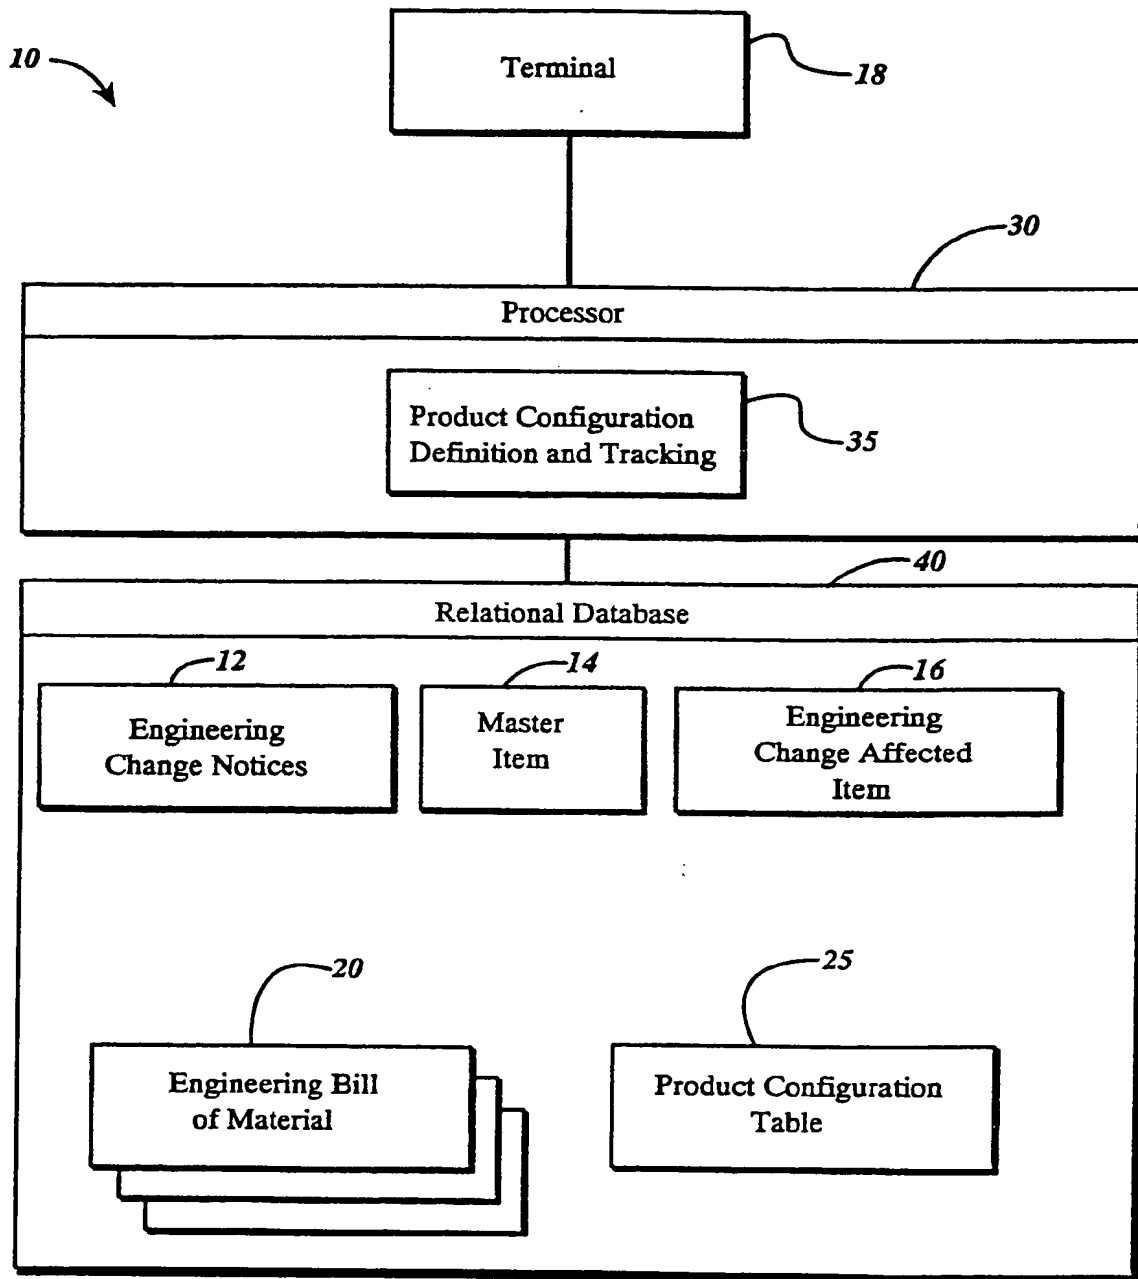 10
Terminal
18
30
Processor
Product Configuration
Definition and Tracking
35
40
Relational Database
12
14
16
Engineering
Change Notices
Master
Item
Engineering
Change Affected
Item
20
25
Engineering Bill
of Material
Product Configuration
Table